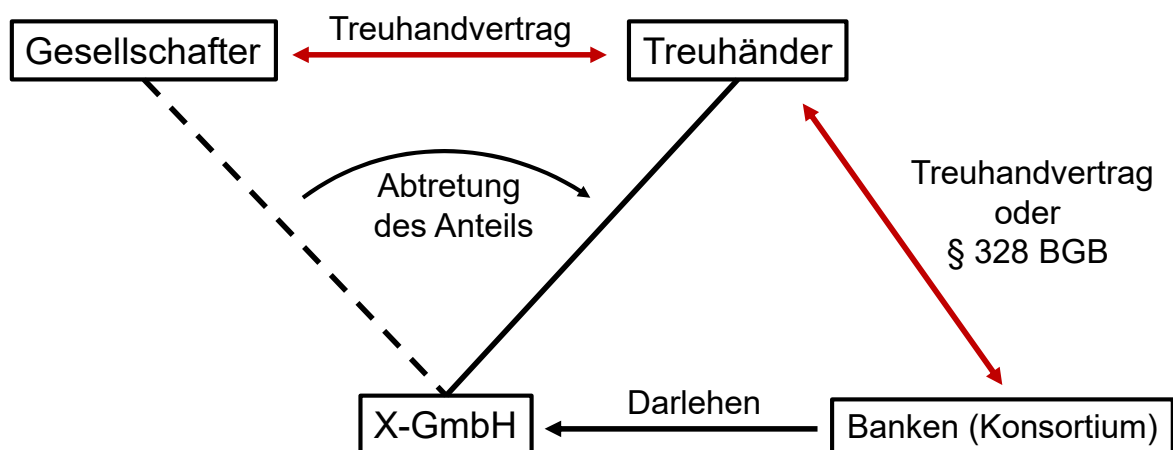 Treuhandvertrag
Gesellschafter
Treuhänder
Abtretung
des Anteils
Treuhandvertrag
oder
§ 328 BGB
Darlehen
X-GmbH
Banken (Konsortium)